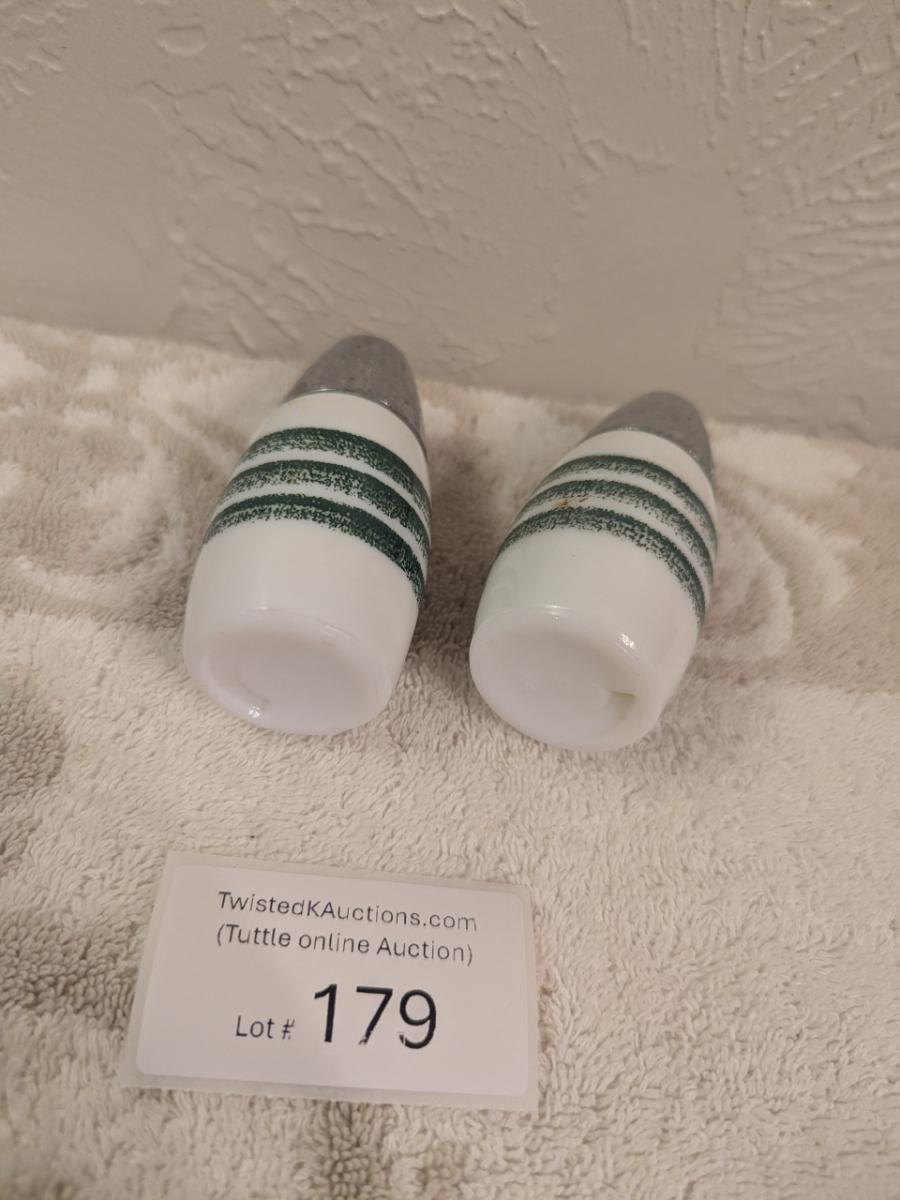 TwistedKAuctions.com
(Tuttle online Auction)
Lot # 179